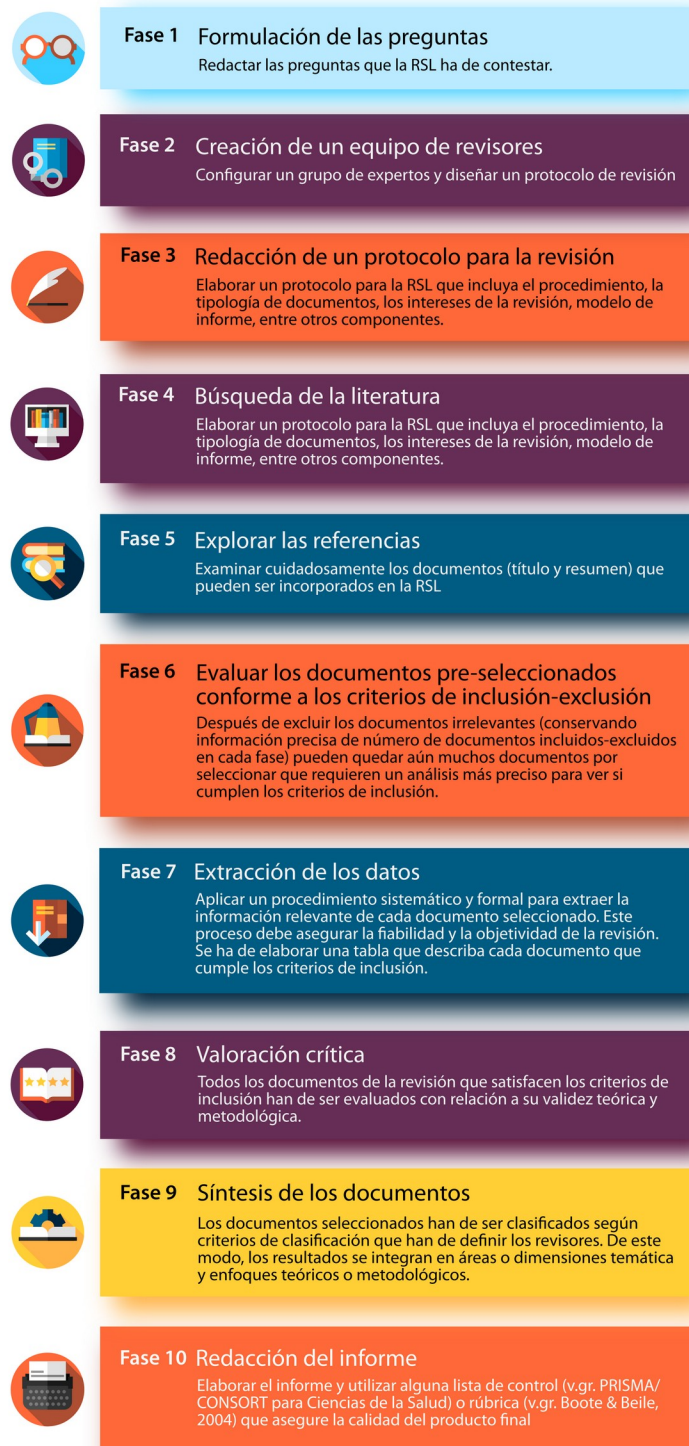 Fase 1 Formulación de las preguntas
Redactar las preguntas que la RSL ha de contestar.
Fase 2 Creación de un equipo de revisores
Configurar un grupo de expertos y diseñar un protocolo de revisión
Fase 3 Redacción de un protocolo para la revisión
Elaborar un protocolo para la RSL que incluya el procedimiento, la
tipología de documentos, los intereses de la revisión, modelo de
informe, entre otros componentes.
Fase 4 Búsqueda de la literatura
Elaborar un protocolo para la RSL que incluya el procedimiento, la
tipología de documentos, los intereses de la revisión, modelo de
informe, entre otros componentes.
Fase 5 Explorar las referencias
Examinar cuidadosamente los documentos (título y resumen) que
pueden ser incorporados en la RSL
Fase 6 Evaluar los documentos pre-seleccionados
conforme a los criterios de inclusión-exclusión
Después de excluir los documentos irrelevantes (conservando
información precisa de número de documentos incluidos-excluidos
en cada fase) pueden quedar aún muchos documentos por
seleccionar que requieren un análisis más preciso para ver si
cumplen los criterios de inclusión.
Fase 7 Extracción de los datos
Aplicar un procedimiento sistemático y formal para extraer la
información relevante de cada documento seleccionado. Este
proceso debe asegurar la fiabilidad y la objetividad de la revisión.
Se ha de elaborar una tabla que describa cada documento que
cumple los criterios de inclusión.
Fase 8 Valoración crítica
Todos los documentos de la revisión que satisfacen los criterios de
inclusión han de ser evaluados con relación a su validez teórica y
metodológica.
Fase 9 Síntesis de los documentos
Los documentos seleccionados han de ser clasificados según
criterios de clasificación que han de definir los revisores. De este
modo, los resultados se integran en áreas o dimensiones temática
y enfoques teóricos o metodológicos.
Fase 10 Redacción del informe
Elaborar el informe y utilizar alguna lista de control (v.gr. PRISMA/
CONSORT para Ciencias de la Salud) o rúbrica (v.gr. Boote & Beile,
2004) que asegure la calidad del producto final